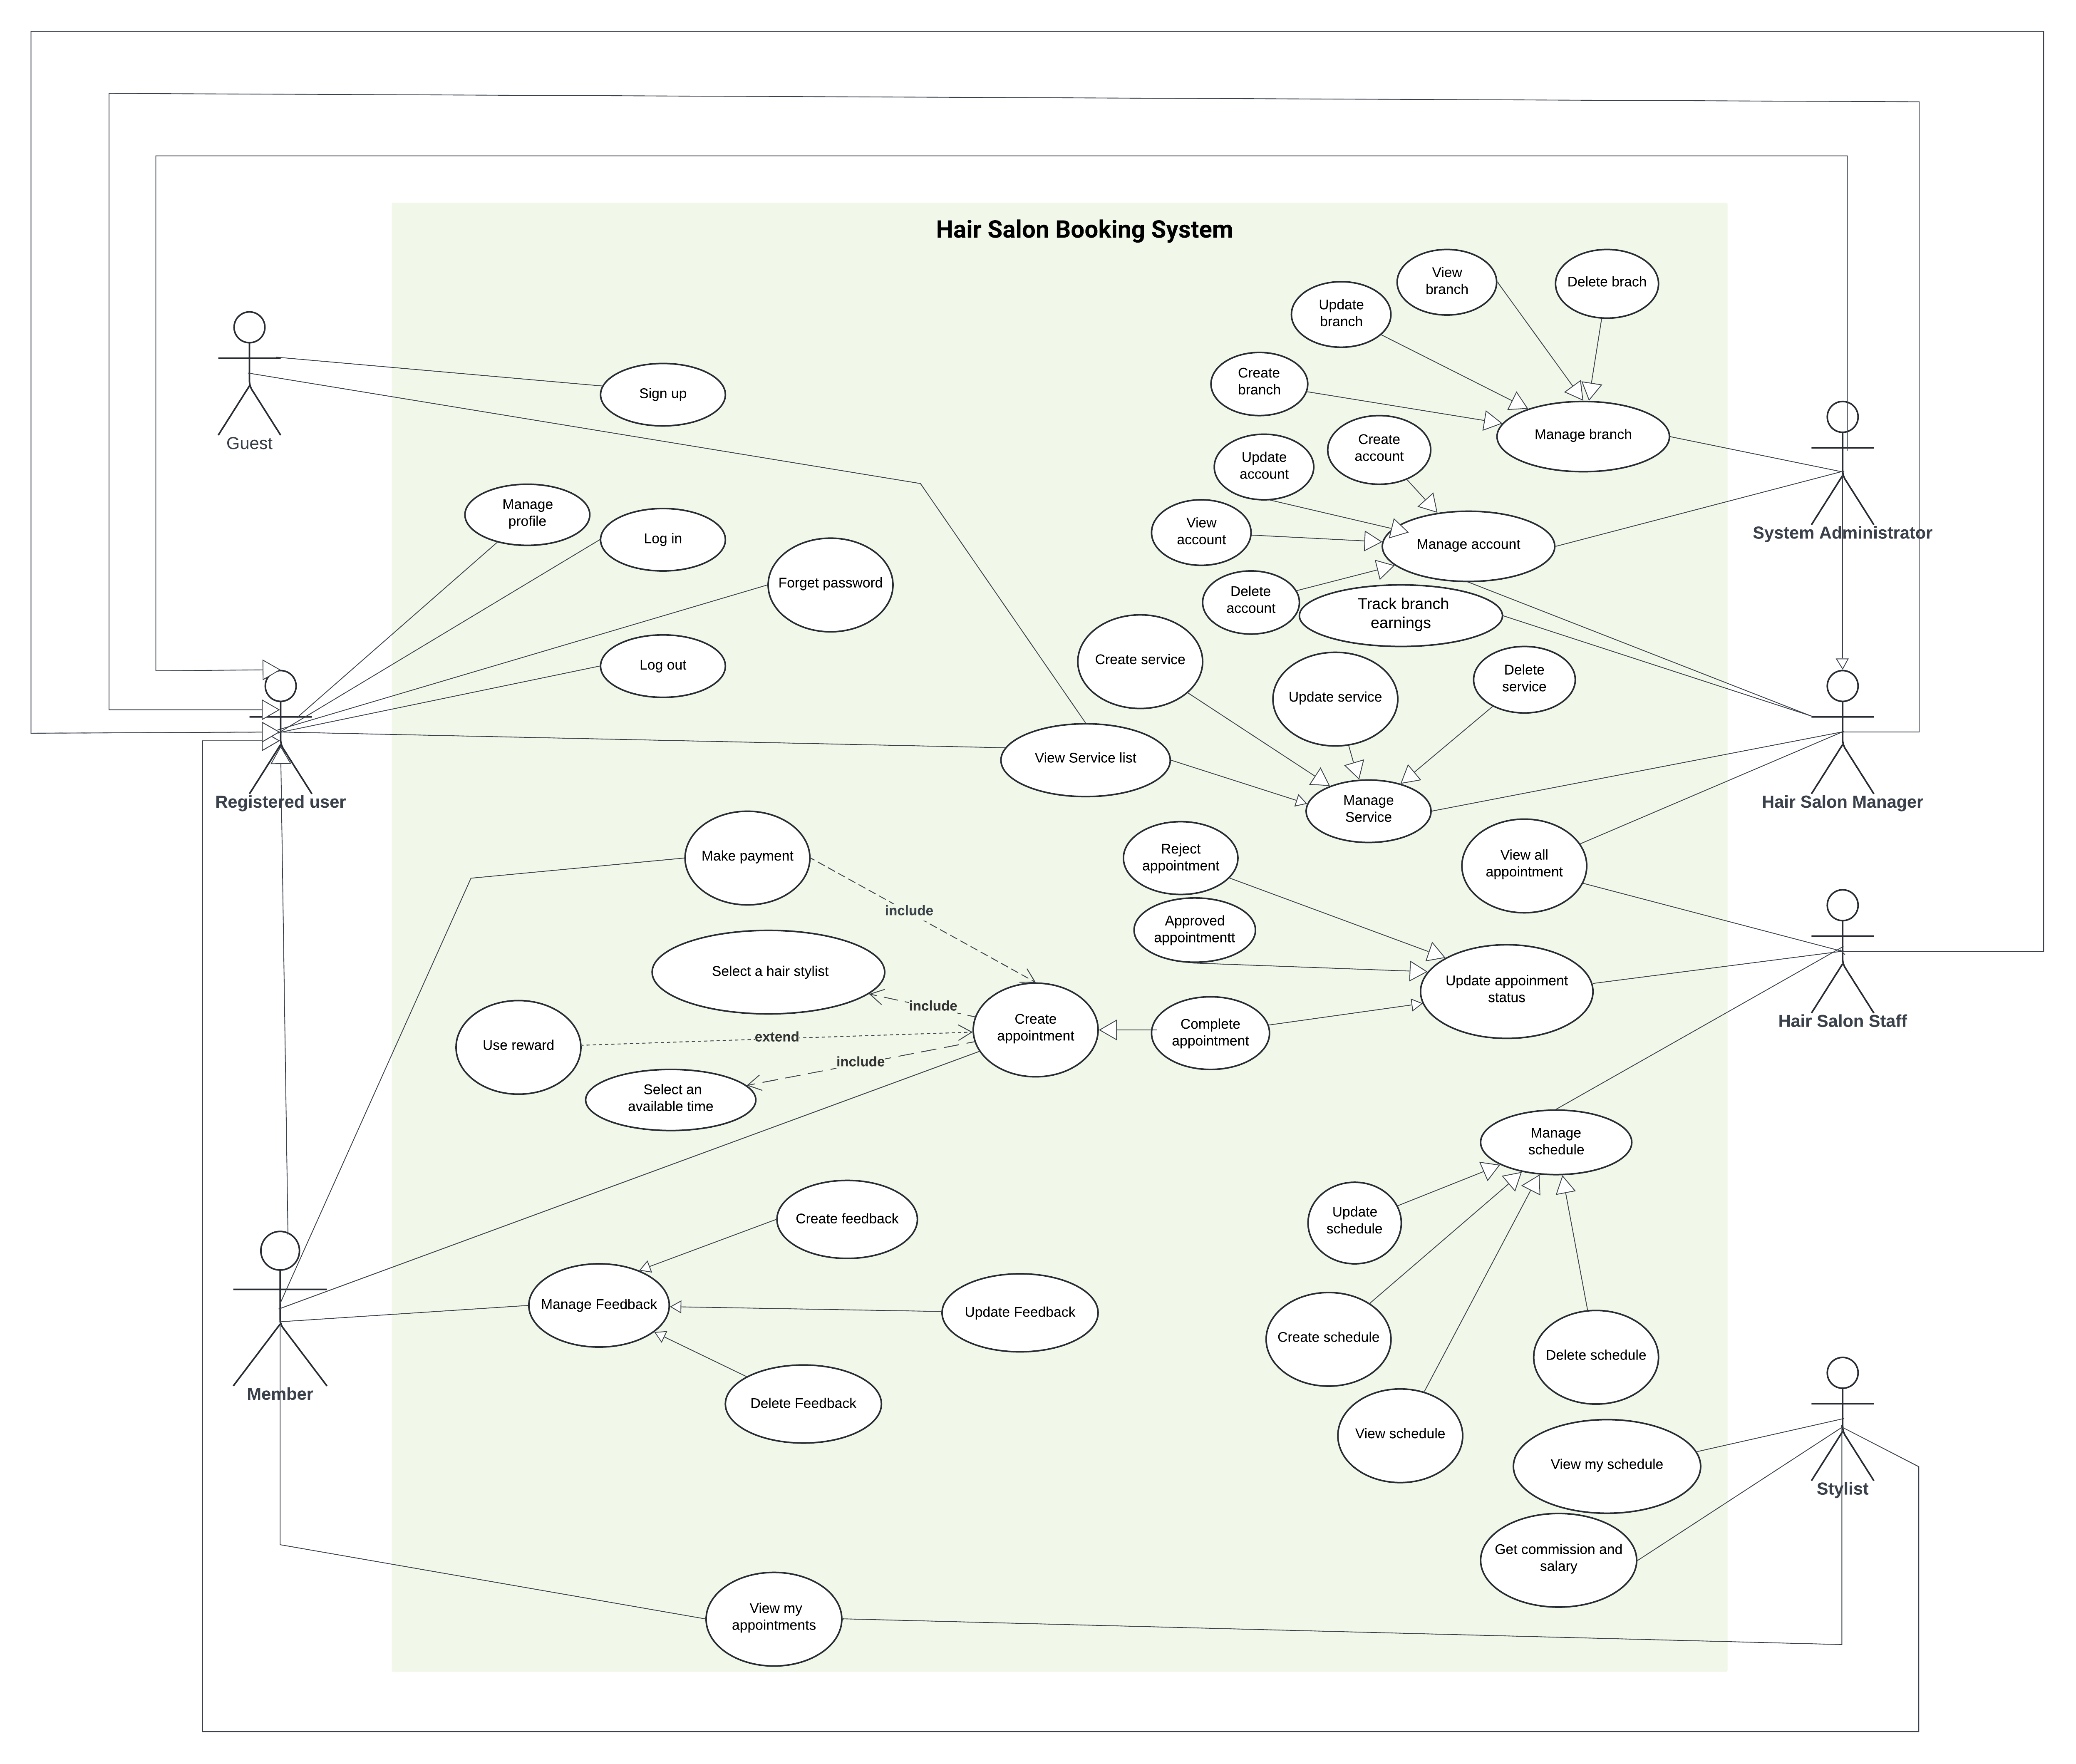 Hair Salon Booking System
View
branch
Delete brach
Update
branch
Create
branch
Sign up
Manage branch
Guest
Create
account
Update
account
Manage
profile
View
account
Log in
Manage account
System Administrator
Forget password
Delete
account
Track branch
earnings
Create service
Log out
Update service
Delete
service
View Service list
Registered user
Manage
Service
Hair Salon Manager
Make payment
Reject
appointment
View all
appointment
include
Approved
appointmentt
Select a hair stylist
Update appoinment
status
include
Create
appointment
Complete
appointment
Hair Salon Staff
Use reward
extend
include
Select an
available time
Manage
schedule
Create feedback
Update
schedule
Manage Feedback
Update Feedback
Create schedule
Delete schedule
Member
Delete Feedback
View schedule
View my schedule
Stylist
Get commission and
salary
View my
appointments